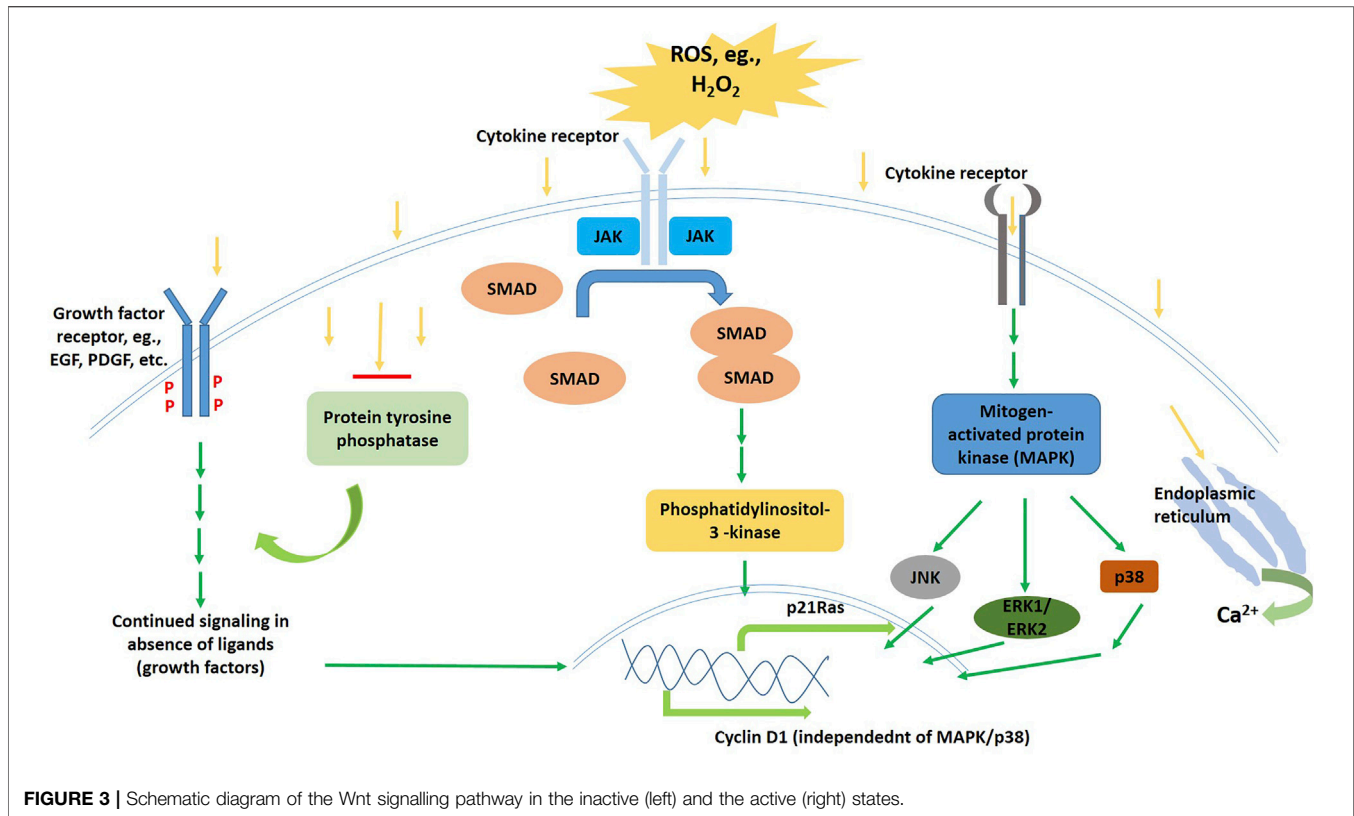 ROS, eg.,
H₂O₂
Cytokine receptor
Cytokine receptor
JAK
JAK
SMAD
SMAD
SMAD
SMAD
Growth factor
receptor, eg.,
EGF, PDGF, etc.
P
P
P
P
Protein tyrosine
phosphatase
Mitogen-
activated protein
kinase (MAPK)
Endoplasmic
reticulum
Ca²⁺
Phosphatidylinositol-
3 -kinase
JNK
ERK1/
ERK2
p38
p21Ras
Continued signaling in
absence of ligands
(growth factors)
Cyclin D1 (independednt of MAPK/p38)
FIGURE 3 | Schematic diagram of the Wnt signalling pathway in the inactive (left) and the active (right) states.